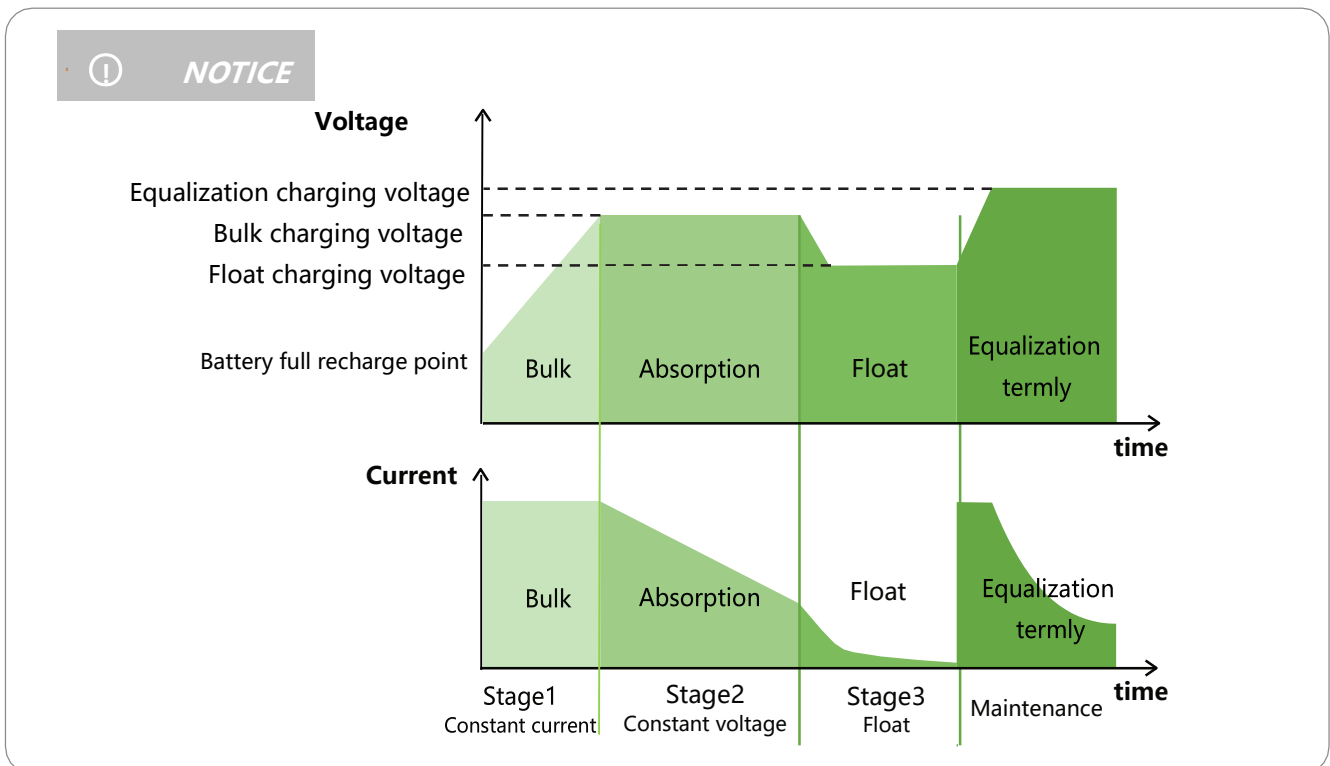 NOTICE
Voltage
Equalization charging voltage
Bulk charging voltage
Float charging voltage
Battery full recharge point
Bulk
Absorption
Float
Equalization
termly
time
Current
Bulk
Absorption
Float
Equalization
termly
time
Stage1
Constant current
Stage2
Constant voltage
Stage3
Float
Maintenance